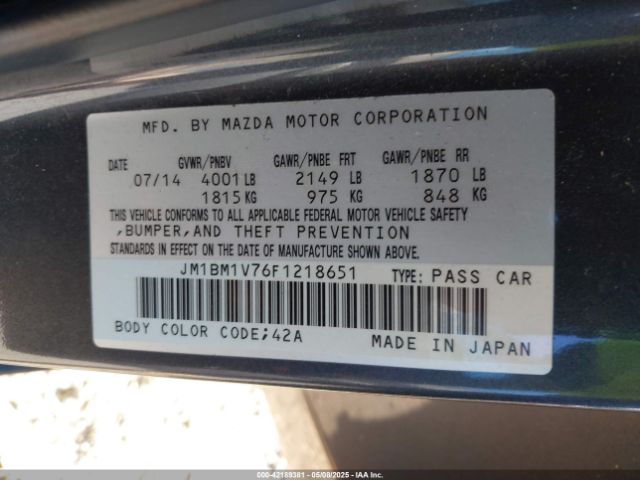 MFD. BY MAZDA MOTOR CORPORATION
DATE GVWR/PNBV GAWR/PNBE FRT GAWR/PNBE RR
07/14 4001 LB 2149 LB 1870 LB
1815 KG 975 KG 848 KG
THIS VEHICLE CONFORMS TO ALL APPLICABLE FEDERAL MOTOR VEHICLE SAFETY
,BUMPER,AND THEFT PREVENTION
STANDARDS IN EFFECT ON THE DATE OF MANUFACTURE SHOWN ABOVE.
JM1BM1V76F1218651 TYPE: PASS CAR
BODY COLOR CODE;42A MADE IN JAPAN
000-42189381 - 05/08/2025 - IAA Inc.